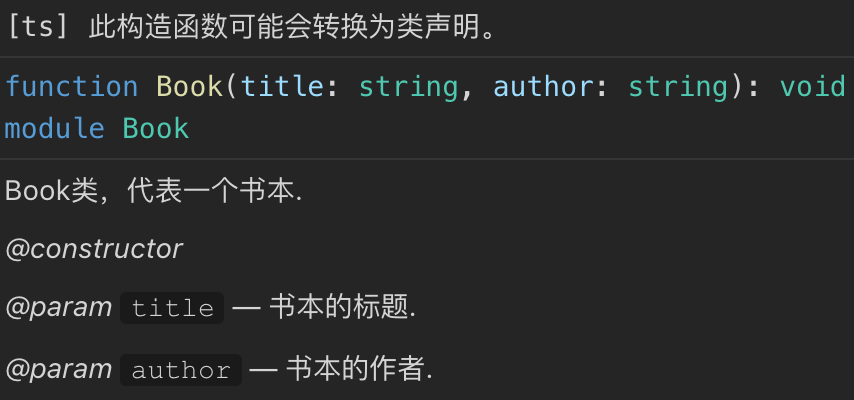 [ts] 此构造函数可能会转换为类声明。
function Book(title: string, author: string): void
module Book
Book类，代表一个书本.
@constructor
@param title — 书本的标题.
@param author — 书本的作者.